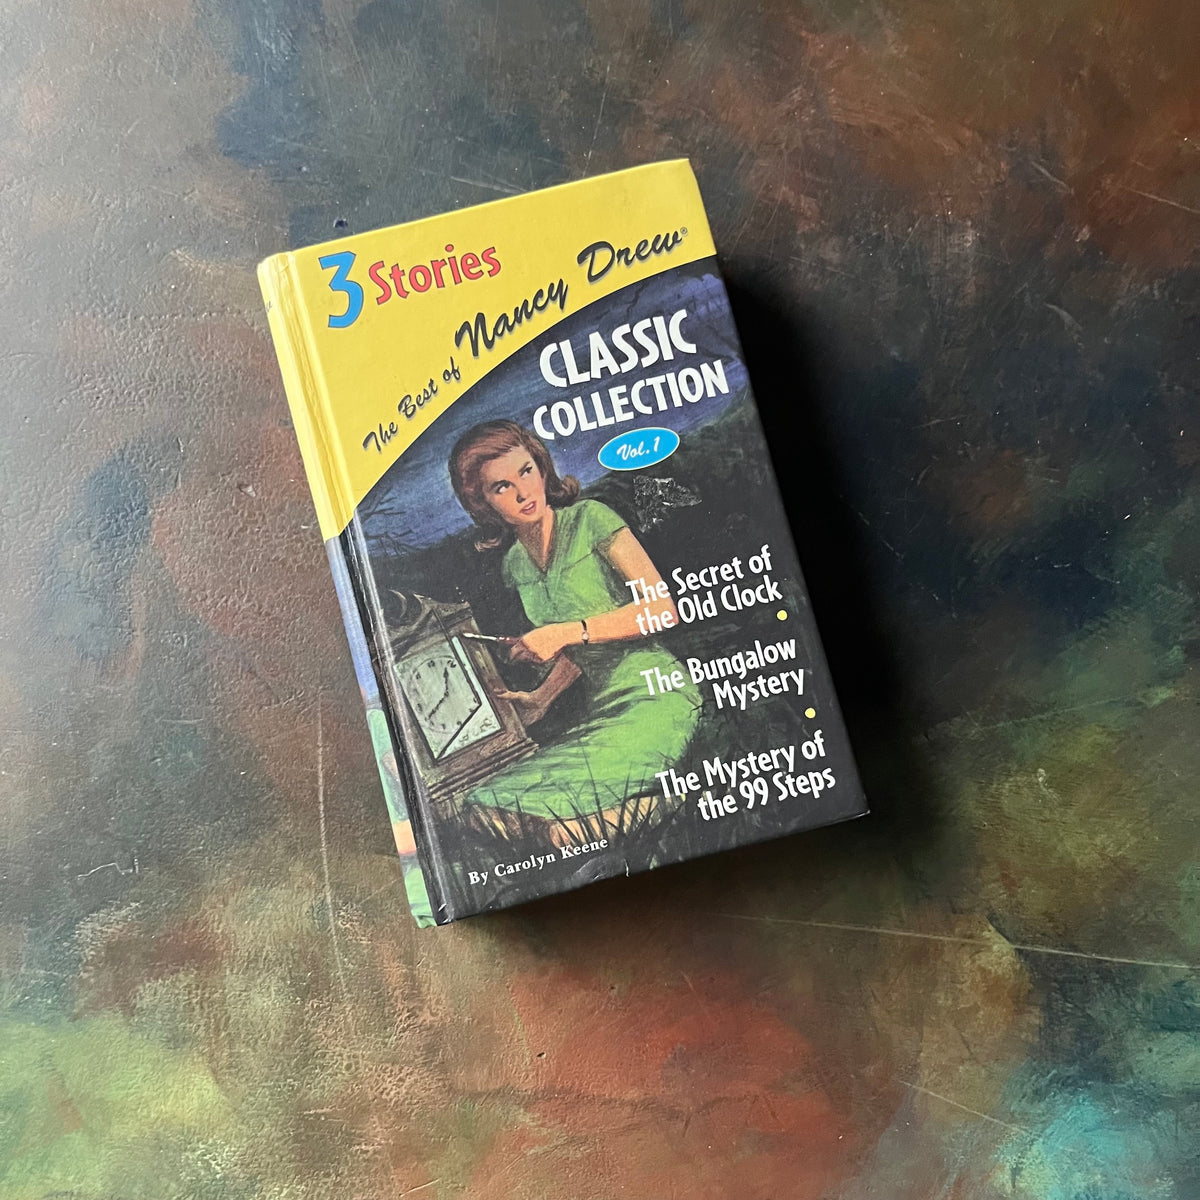 3 Stories
The Best of Nancy Drew®
CLASSIC
COLLECTION
Vol. 1
The Secret of
the Old Clock
The Bungalow
Mystery
The Mystery of
the 99 Steps
By Carolyn Keene